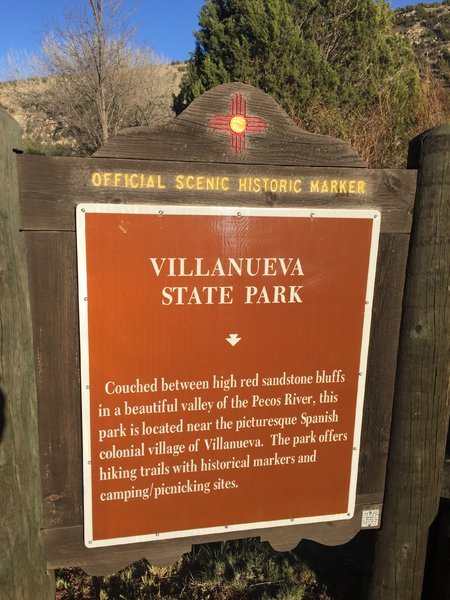 OFFICIAL SCENIC HISTORIC MARKER
VILLANUEVA
STATE PARK
Couched between high red sandstone bluffs
in a beautiful valley of the Pecos River, this
park is located near the picturesque Spanish
colonial village of Villanueva. The park offers
hiking trails with historical markers and
camping/picnicking sites.